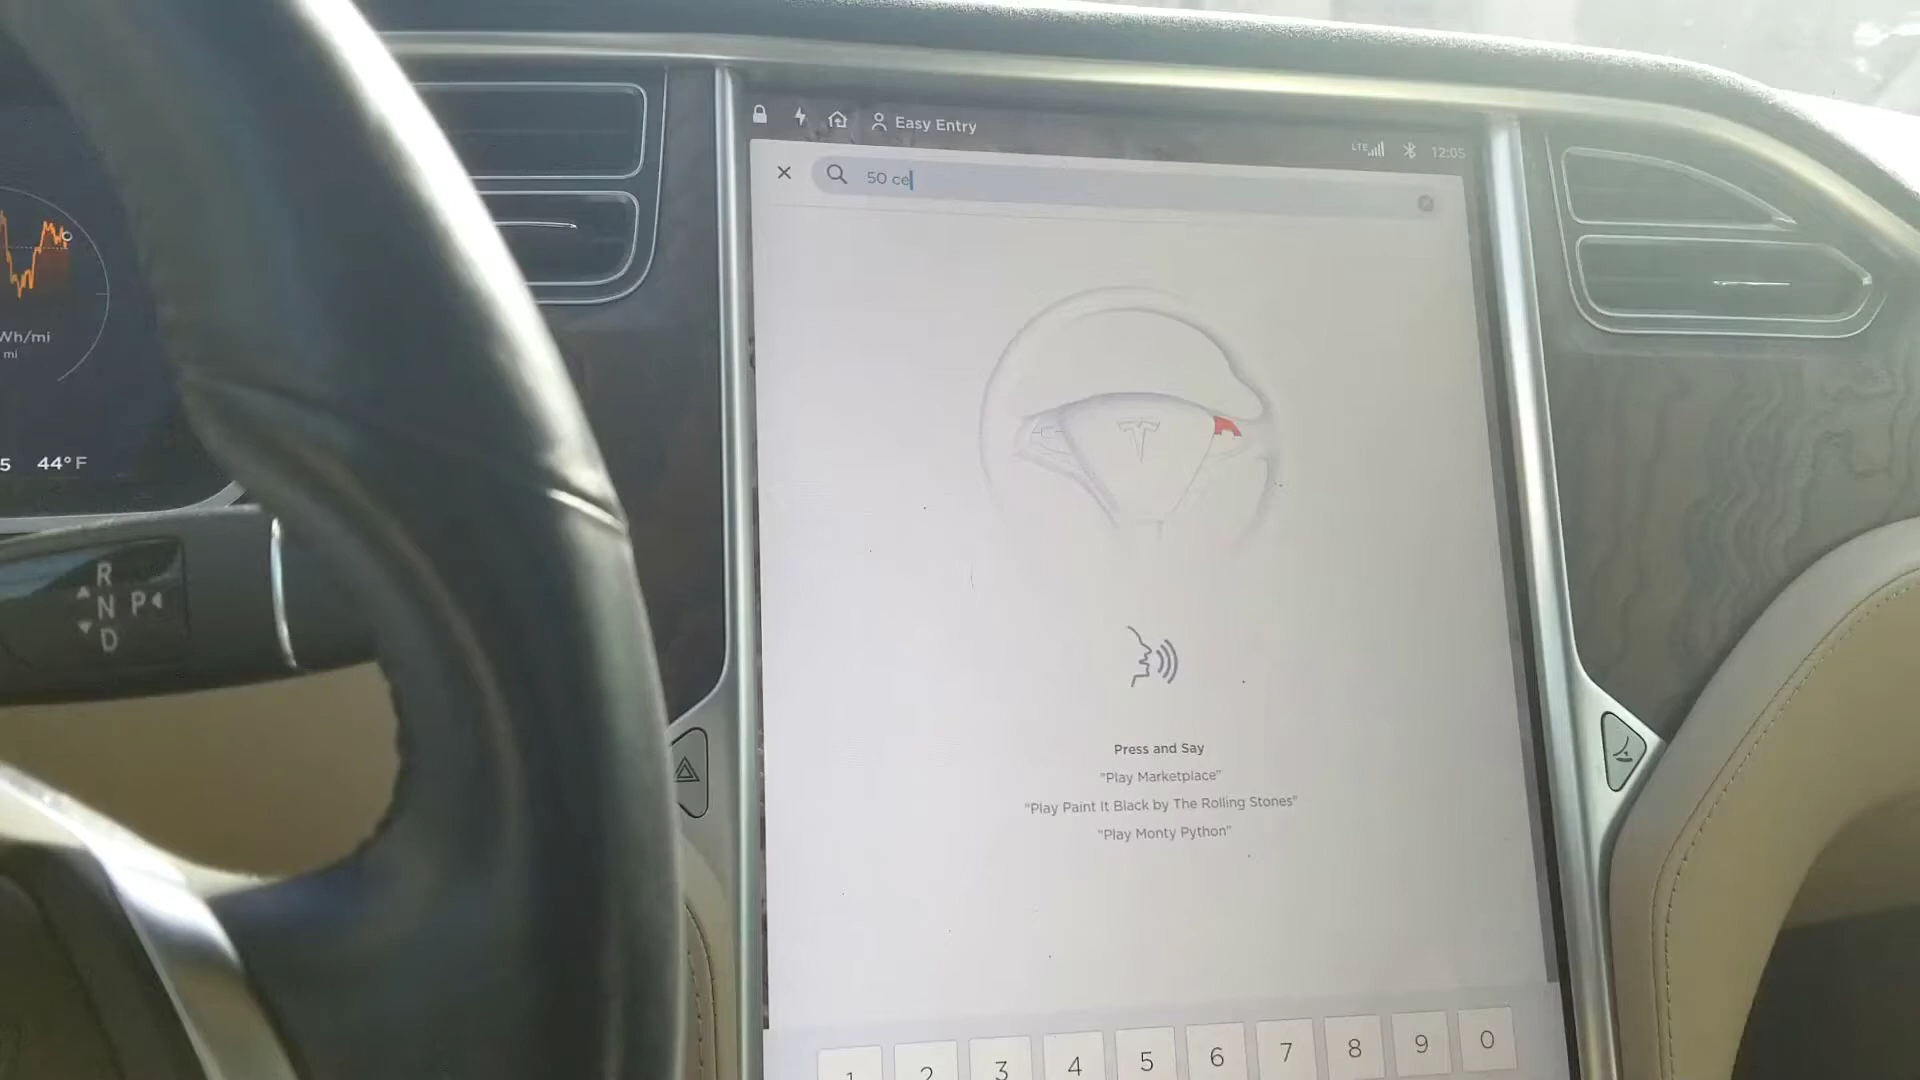 Easy Entry
LTE
12:05
50 ce
Wh/mi
mi
5 44°F
R
N P
D
Press and Say
"Play Marketplace"
"Play Paint It Black by The Rolling Stones"
"Play Monty Python"
1 2 3 4 5 6 7 8 9 0